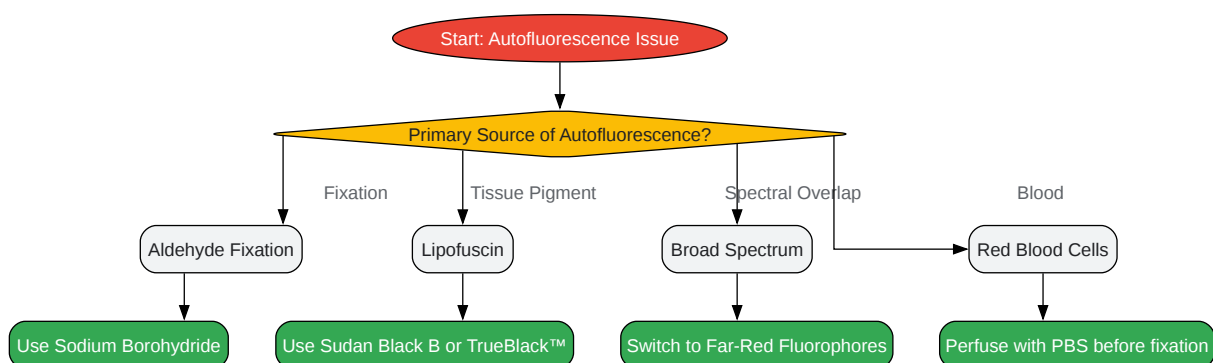 Start: Autofluorescence Issue
Primary Source of Autofluorescence?
Fixation
Tissue Pigment
Spectral Overlap
Blood
Aldehyde Fixation
Lipofuscin
Broad Spectrum
Red Blood Cells
Use Sodium Borohydride
Use Sudan Black B or TrueBlack™
Switch to Far-Red Fluorophores
Perfuse with PBS before fixation